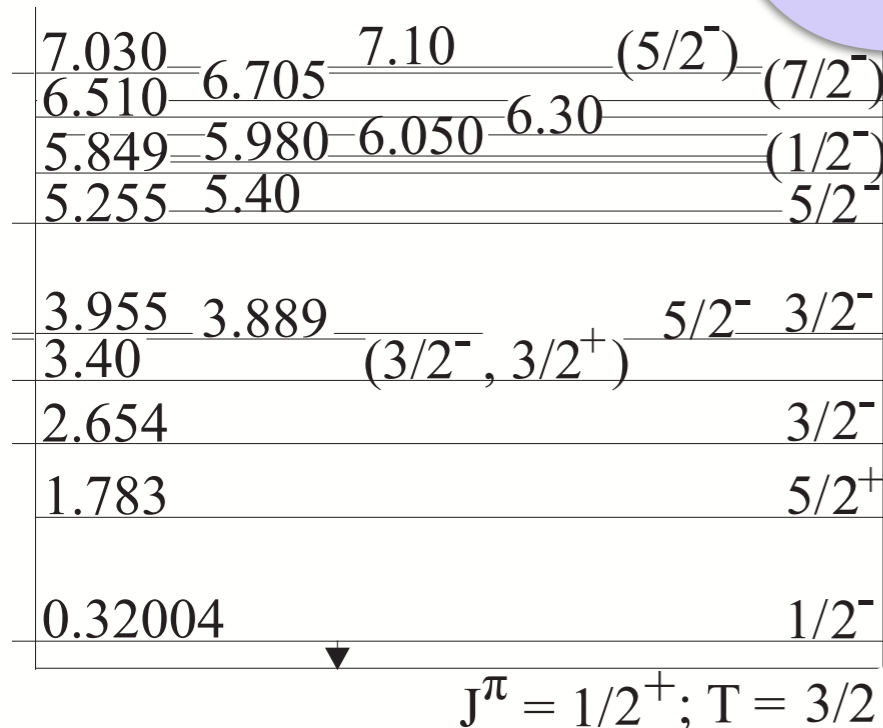 7.030 7.10 (5/2⁻)
6.705 (7/2⁻)
6.510 6.30
5.849 5.980 6.050 (1/2⁻)
5.255 5.40 5/2⁻
3.955 3.889 5/2⁻ 3/2⁻
3.40 (3/2⁻, 3/2⁺)
2.654 3/2⁻
1.783 5/2⁺
0.32004 1/2⁻
Jπ = 1/2⁺; T = 3/2